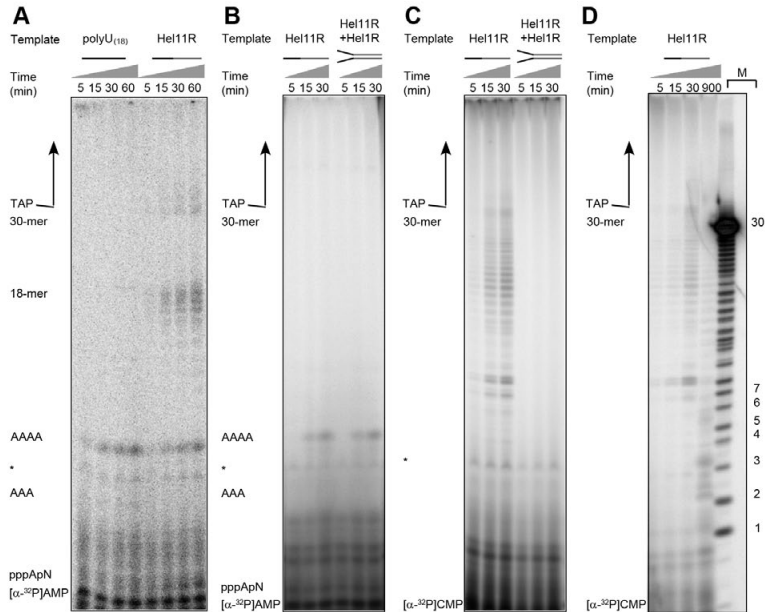 A
Template polyU(18) Hel11R
Time
(min) 5 15 30 60 5 15 30 60
TAP
30-mer
18-mer
AAAA
*
AAA
pppApN
[α-³²P]AMP
B
Template Hel11R Hel11R
+Hel1R
Time
(min) 5 15 30 5 15 30
TAP
30-mer
AAAA
*
AAA
pppApN
[α-³²P]AMP
C
Template Hel11R Hel11R
+Hel1R
Time
(min) 5 15 30 5 15 30
TAP
30-mer
*
[α-³²P]CMP
D
Template Hel11R
Time
(min) 5 15 30 900 M
TAP
30-mer
[α-³²P]CMP
30
7
6
5
4
3
2
1